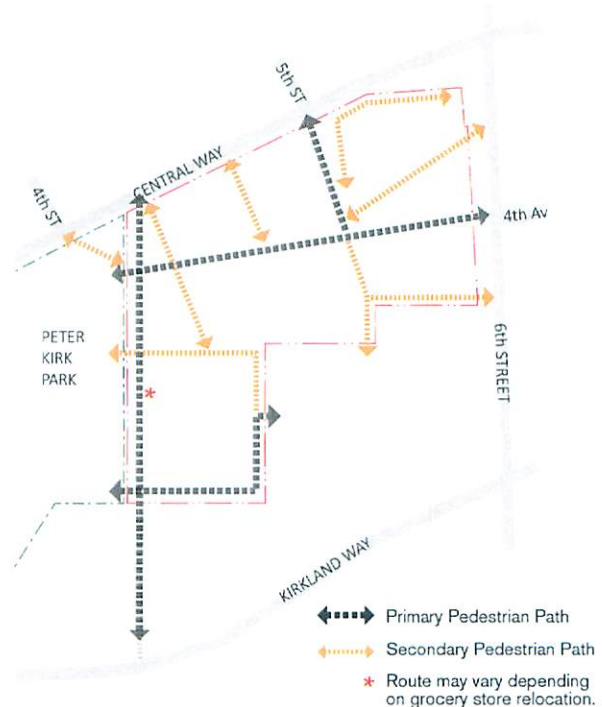 5th ST
CENTRAL WAY
4th ST
4th Av
PETER
KIRK
PARK
6th STREET
*
KIRKLAND WAY
Primary Pedestrian Path
Secondary Pedestrian Path
* Route may vary depending
on grocery store relocation.